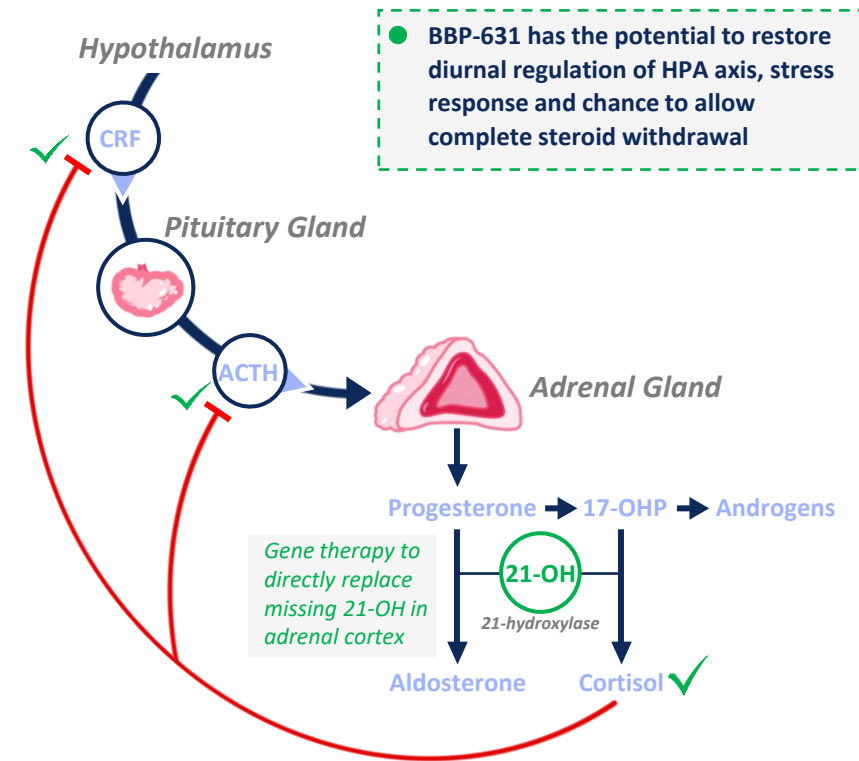 Hypothalamus
BBP-631 has the potential to restore
diurnal regulation of HPA axis, stress
response and chance to allow
complete steroid withdrawal
CRF
Pituitary Gland
ACTH
Adrenal Gland
Progesterone
17-OHP
Androgens
Gene therapy to
directly replace
missing 21-OH in
adrenal cortex
21-OH
21-hydroxylase
Aldosterone
Cortisol